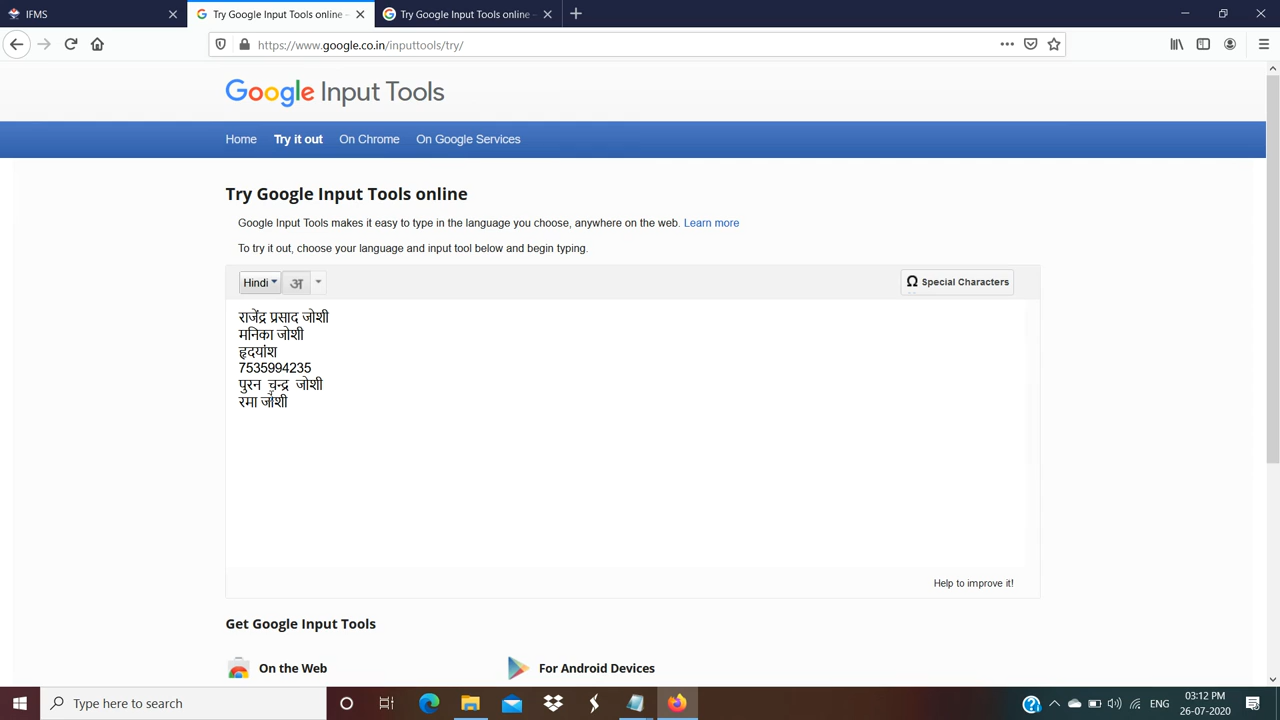 IFMS
Try Google Input Tools online
Try Google Input Tools online
https://www.google.co.in/inputtools/try/
Google Input Tools
Home Try it out On Chrome On Google Services
Try Google Input Tools online
Google Input Tools makes it easy to type in the language you choose, anywhere on the web. Learn more
To try it out, choose your language and input tool below and begin typing.
Hindi अ Ω Special Characters
राजेंद्र प्रसाद जोशी
मनिका जोशी
हृदयांश
7535994235
पुरन चन्द्र जोशी
रमा जोशी
Help to improve it!
Get Google Input Tools
On the Web For Android Devices
Type here to search
ENG
03:12 PM
26-07-2020